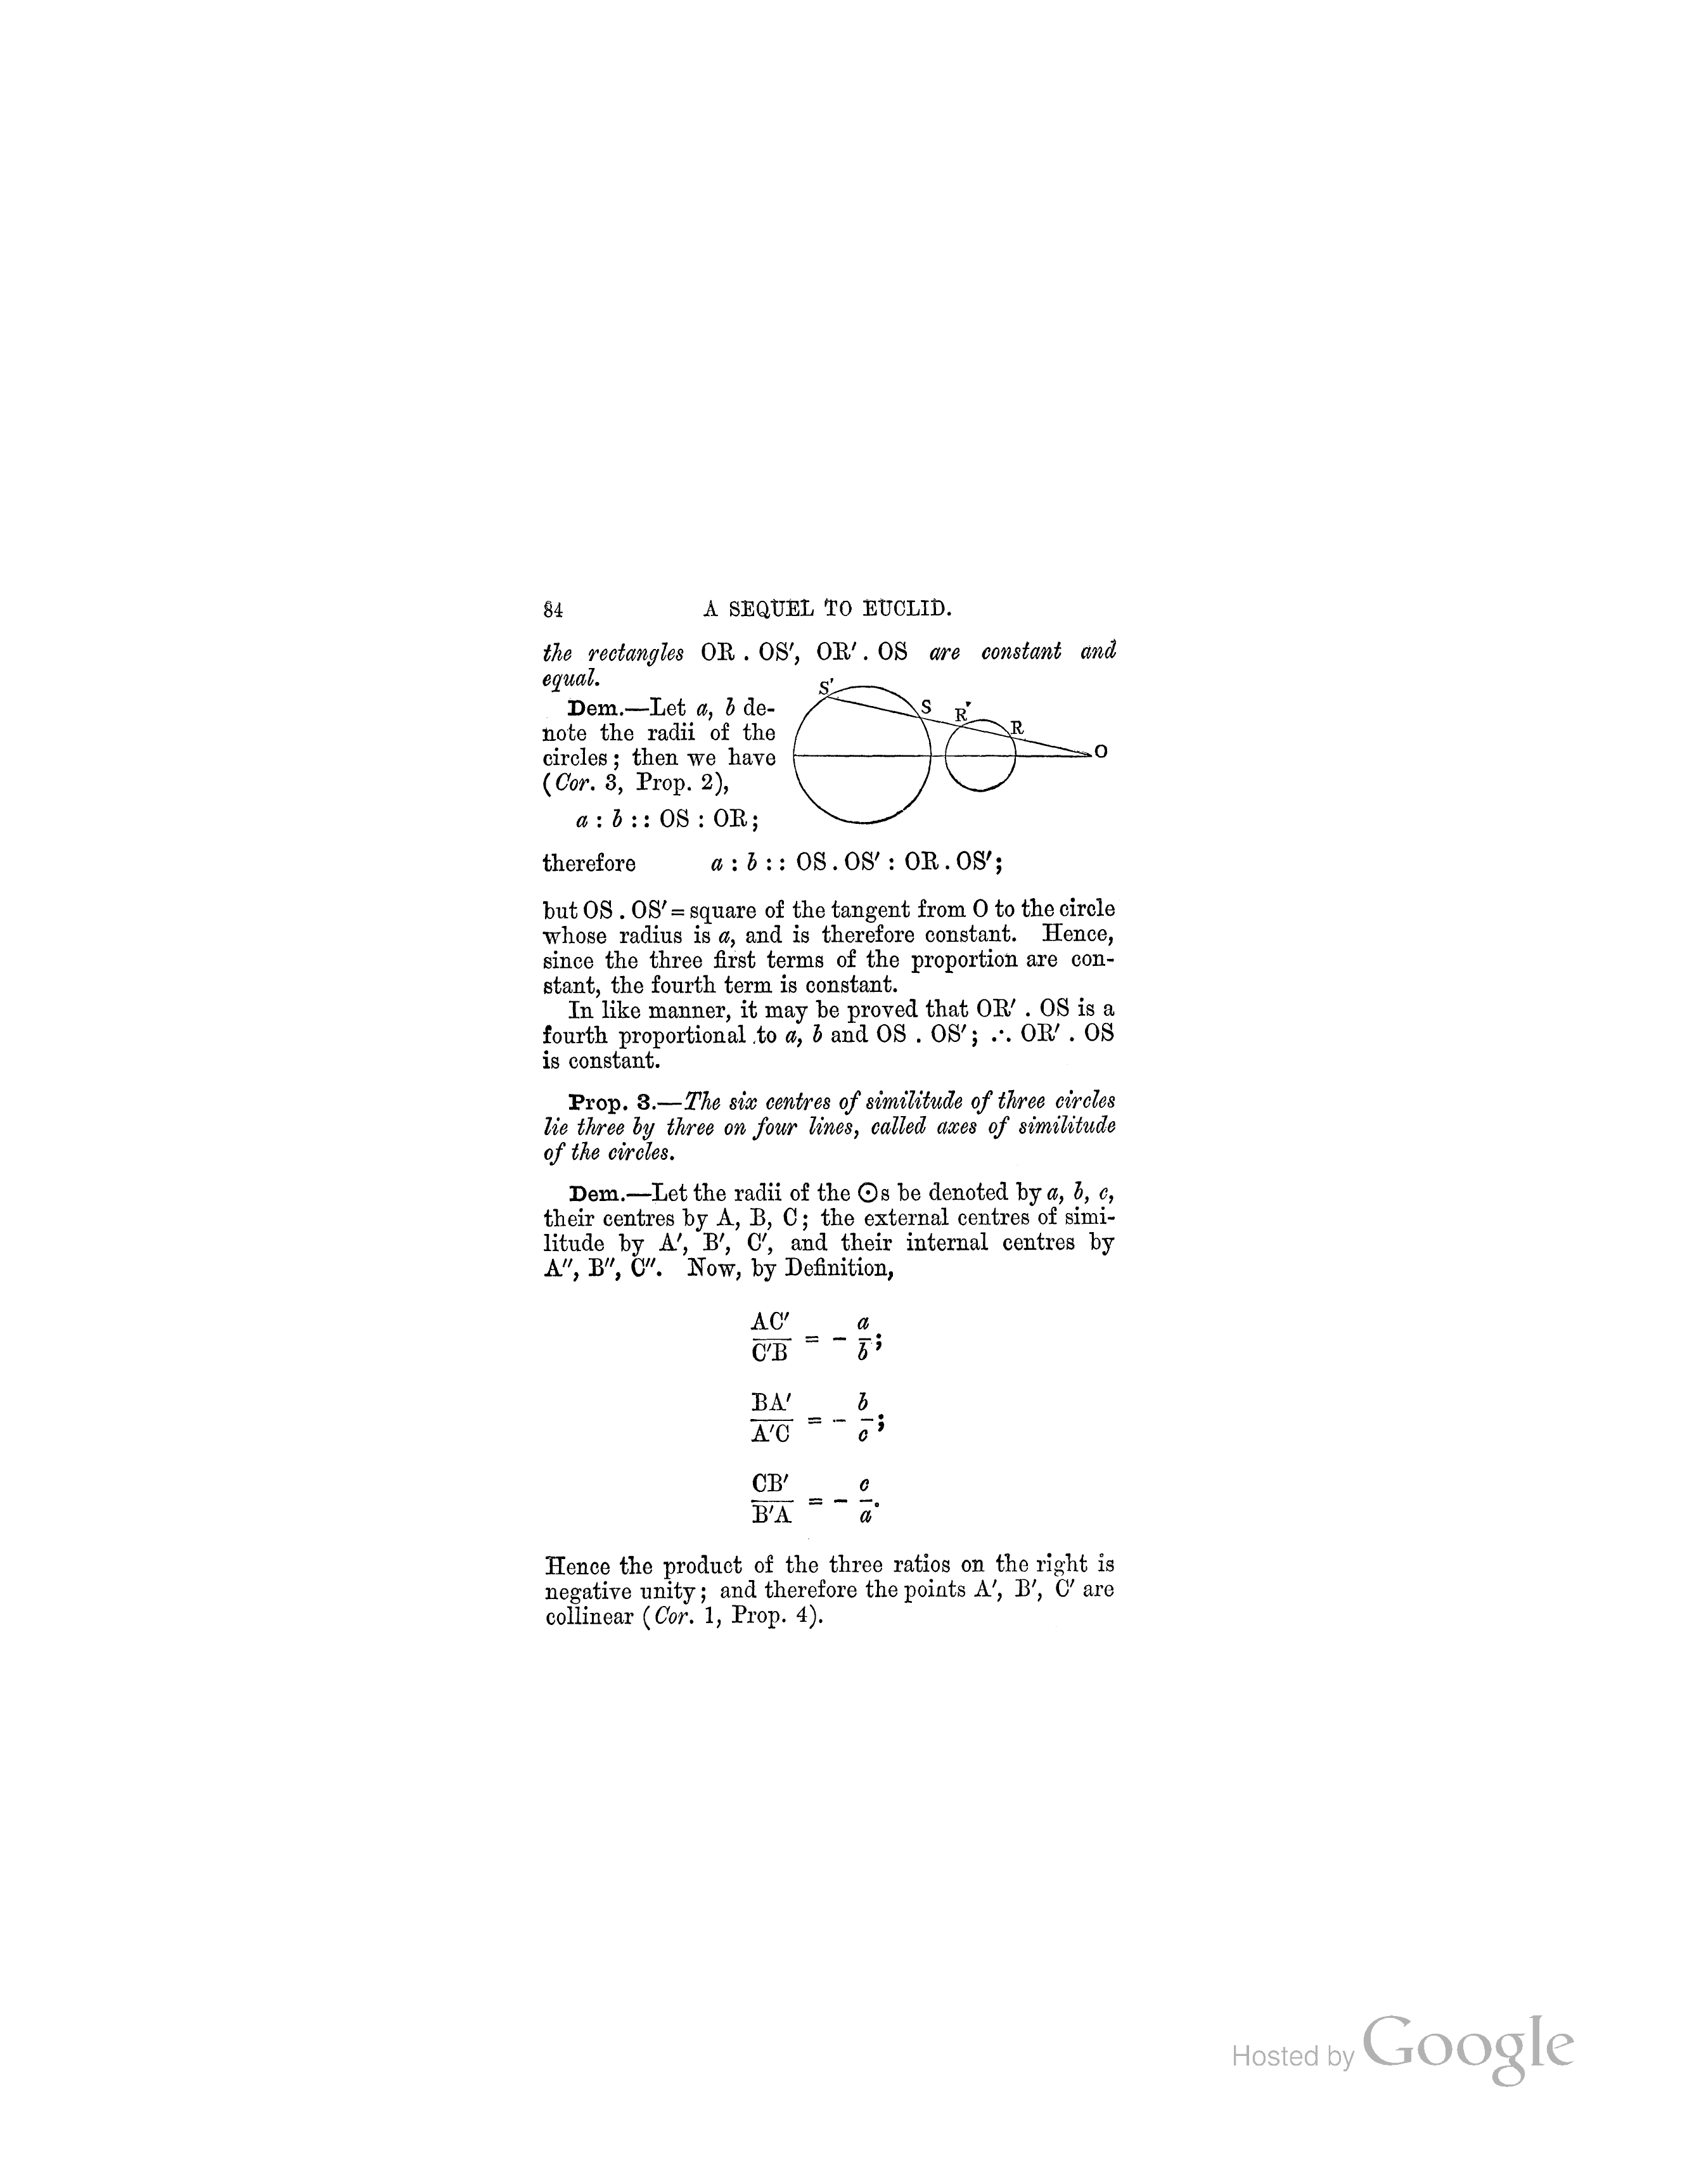 84 A SEQUEL TO EUCLID.
the rectangles OR . OS′, OR′ . OS are constant and
equal.
Dem.—Let a, b de-
note the radii of the
circles ; then we have
(Cor. 3, Prop. 2),
a : b :: OS : OR ;
S′
S
R′
R
O
therefore a : b :: OS . OS′ : OR . OS′ ;
but OS . OS′ = square of the tangent from O to the circle
whose radius is a, and is therefore constant. Hence,
since the three first terms of the proportion are con-
stant, the fourth term is constant.
In like manner, it may be proved that OR′ . OS is a
fourth proportional to a, b and OS . OS′ ; ∴ OR′ . OS
is constant.
Prop. 3.—The six centres of similitude of three circles
lie three by three on four lines, called axes of similitude
of the circles.
Dem.—Let the radii of the ⊙s be denoted by a, b, c,
their centres by A, B, C ; the external centres of simi-
litude by A′, B′, C′, and their internal centres by
A″, B″, C″. Now, by Definition,
AC′/C′B = - a/b ;
BA′/A′C = - b/c ;
CB′/B′A = - c/a.
Hence the product of the three ratios on the right is
negative unity ; and therefore the points A′, B′, C′ are
collinear (Cor. 1, Prop. 4).
Hosted by Google